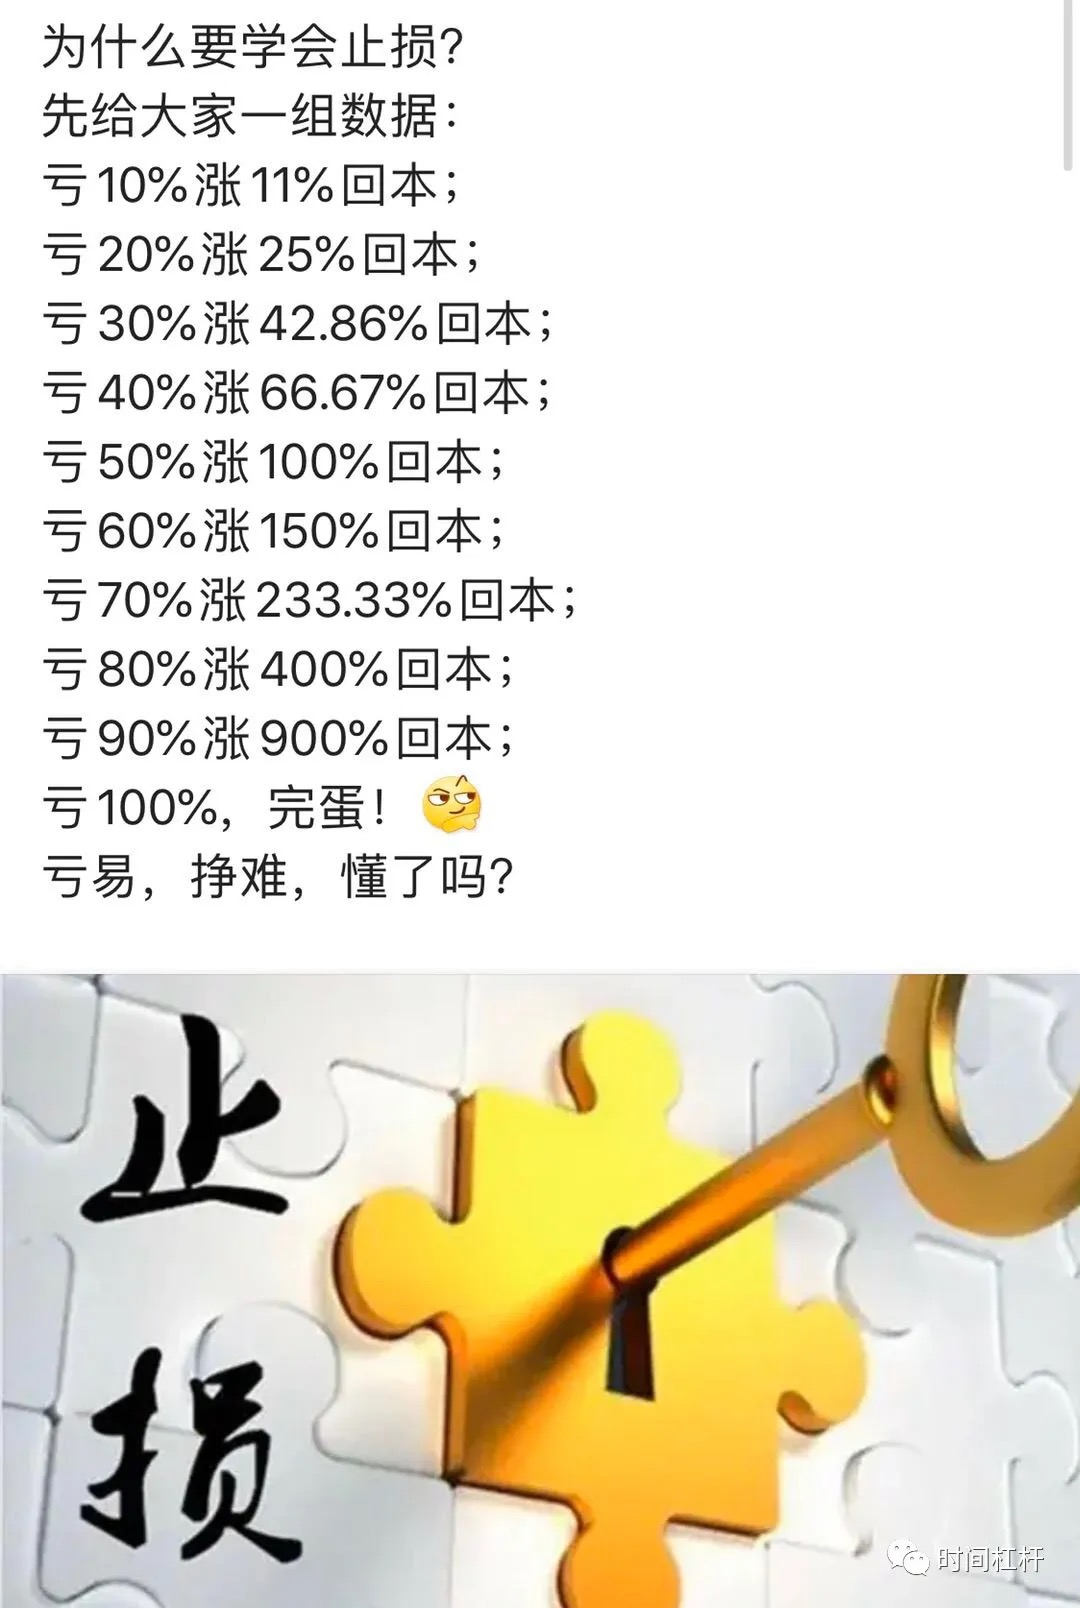 为什么要学会止损？
先给大家一组数据：
亏10%涨11%回本；
亏20%涨25%回本；
亏30%涨42.86%回本；
亏40%涨66.67%回本；
亏50%涨100%回本；
亏60%涨150%回本；
亏70%涨233.33%回本；
亏80%涨400%回本；
亏90%涨900%回本；
亏100%，完蛋！
亏易，挣难，懂了吗？
止
损
时间杠杆